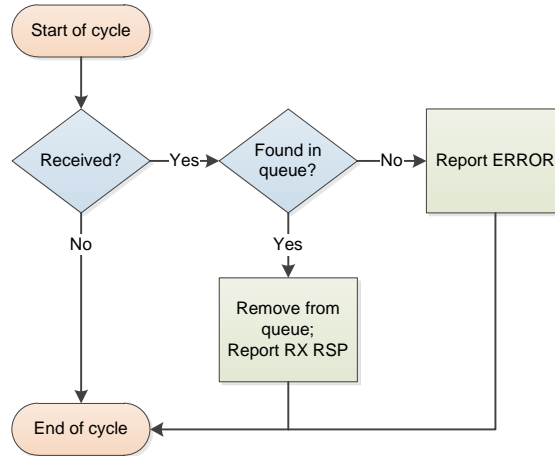 Start of cycle
Received?
Yes
Found in
queue?
No
Report ERROR
No
Yes
Remove from
queue;
Report RX RSP
End of cycle